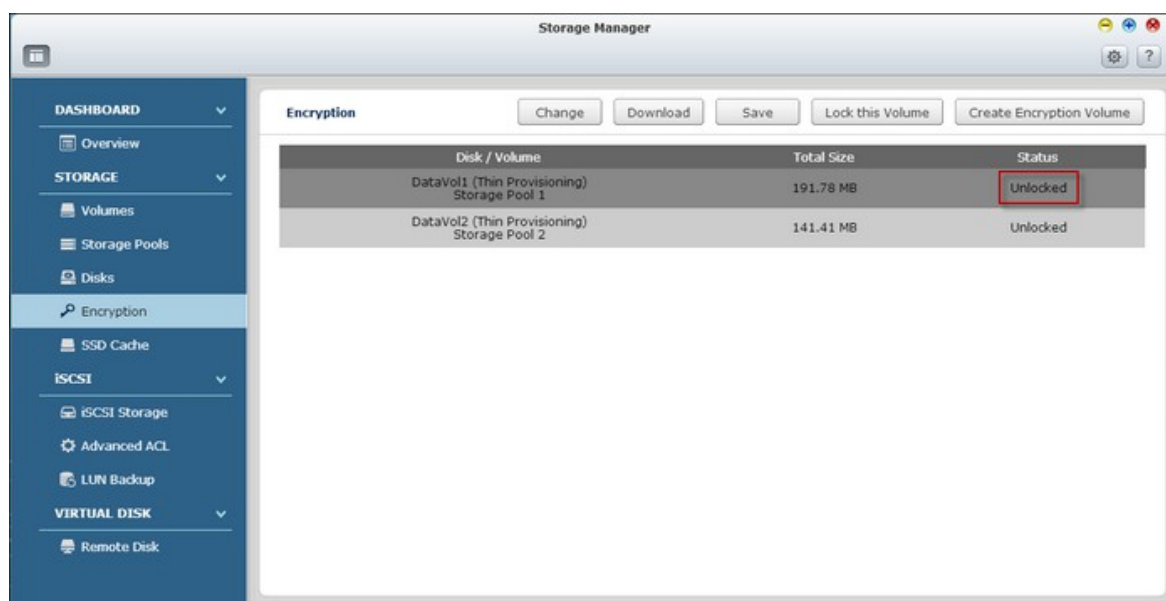 Storage Manager
?
DASHBOARD
Overview
STORAGE
Volumes
Storage Pools
Disks
Encryption
SSD Cache
iSCSI
iSCSI Storage
Advanced ACL
LUN Backup
VIRTUAL DISK
Remote Disk
Encryption Change Download Save Lock this Volume Create Encryption Volume
Disk / Volume Total Size Status
DataVol1 (Thin Provisioning)
Storage Pool 1 191.78 MB Unlocked
DataVol2 (Thin Provisioning)
Storage Pool 2 141.41 MB Unlocked